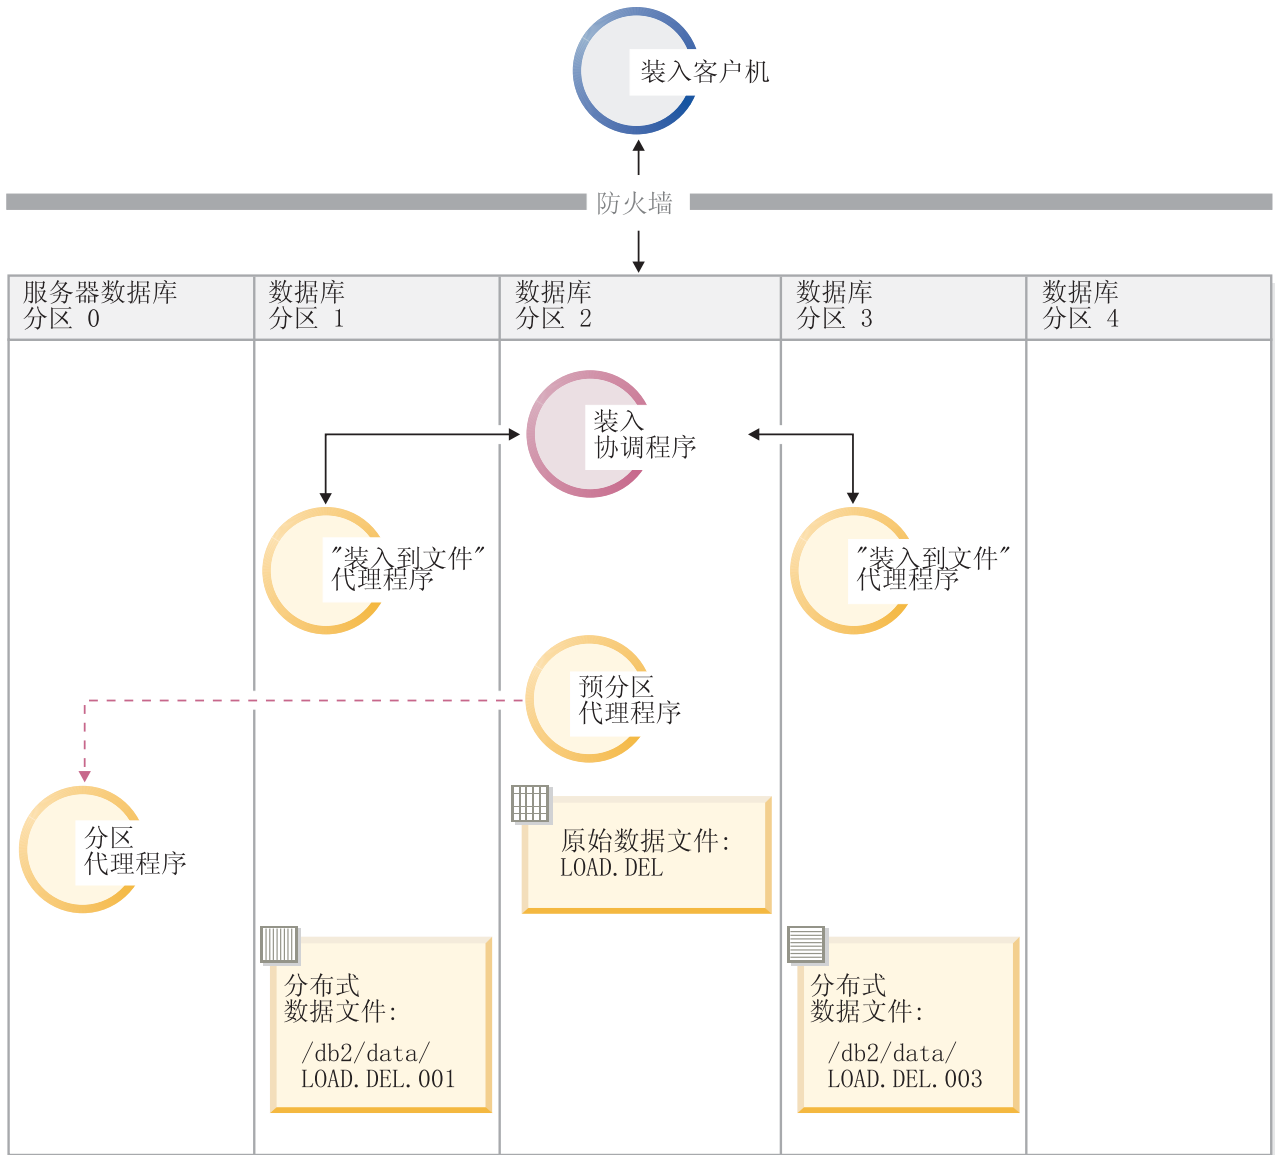 装入客户机
防火墙
服务器数据库
分区 0
数据库
分区 1
数据库
分区 2
数据库
分区 3
数据库
分区 4
装入
协调程序
"装入到文件"
代理程序
"装入到文件"
代理程序
预分区
代理程序
分区
代理程序
原始数据文件:
LOAD.DEL
分布式
数据文件:
/db2/data/
LOAD.DEL.001
分布式
数据文件:
/db2/data/
LOAD.DEL.003